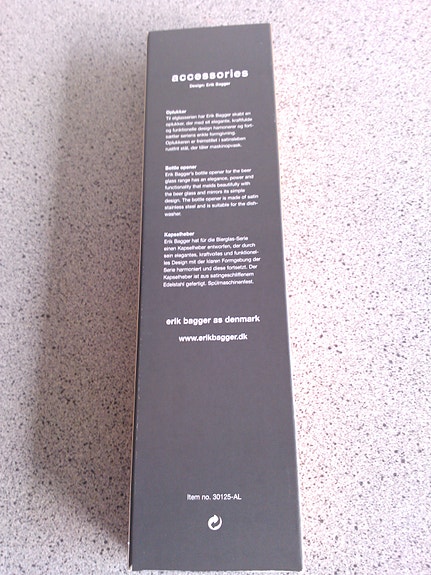 accessories
Design: Erik Bagger
Oplukker
Til ølglasserien har Erik Bagger skabt en
oplukker, der med sit elegante, kraftfulde
og funktionelle design harmonerer og fort-
sætter seriens enkle formgivning.
Oplukkeren er fremstillet i satinsleben
rustfrit stål, der tåler maskinopvask.
Bottle opener
Erik Bagger's bottle opener for the beer
glass range has an elegance, power and
functionality that melds beautifully with
the beer glass and mirrors its simple
design. The bottle opener is made of satin
stainless steel and is suitable for the dish-
washer.
Kapselheber
Erik Bagger hat für die Bierglas-Serie
einen Kapselheber entworfen, der durch
sein elegantes, kraftvolles und funktionel-
les Design mit der klaren Formgebung der
Serie harmoniert und diese fortsetzt. Der
Kapselheber ist aus satingeschliffenem
Edelstahl gefertigt. Spülmaschinenfest.
erik bagger as denmark
www.erikbagger.dk
Item no. 30125-AL